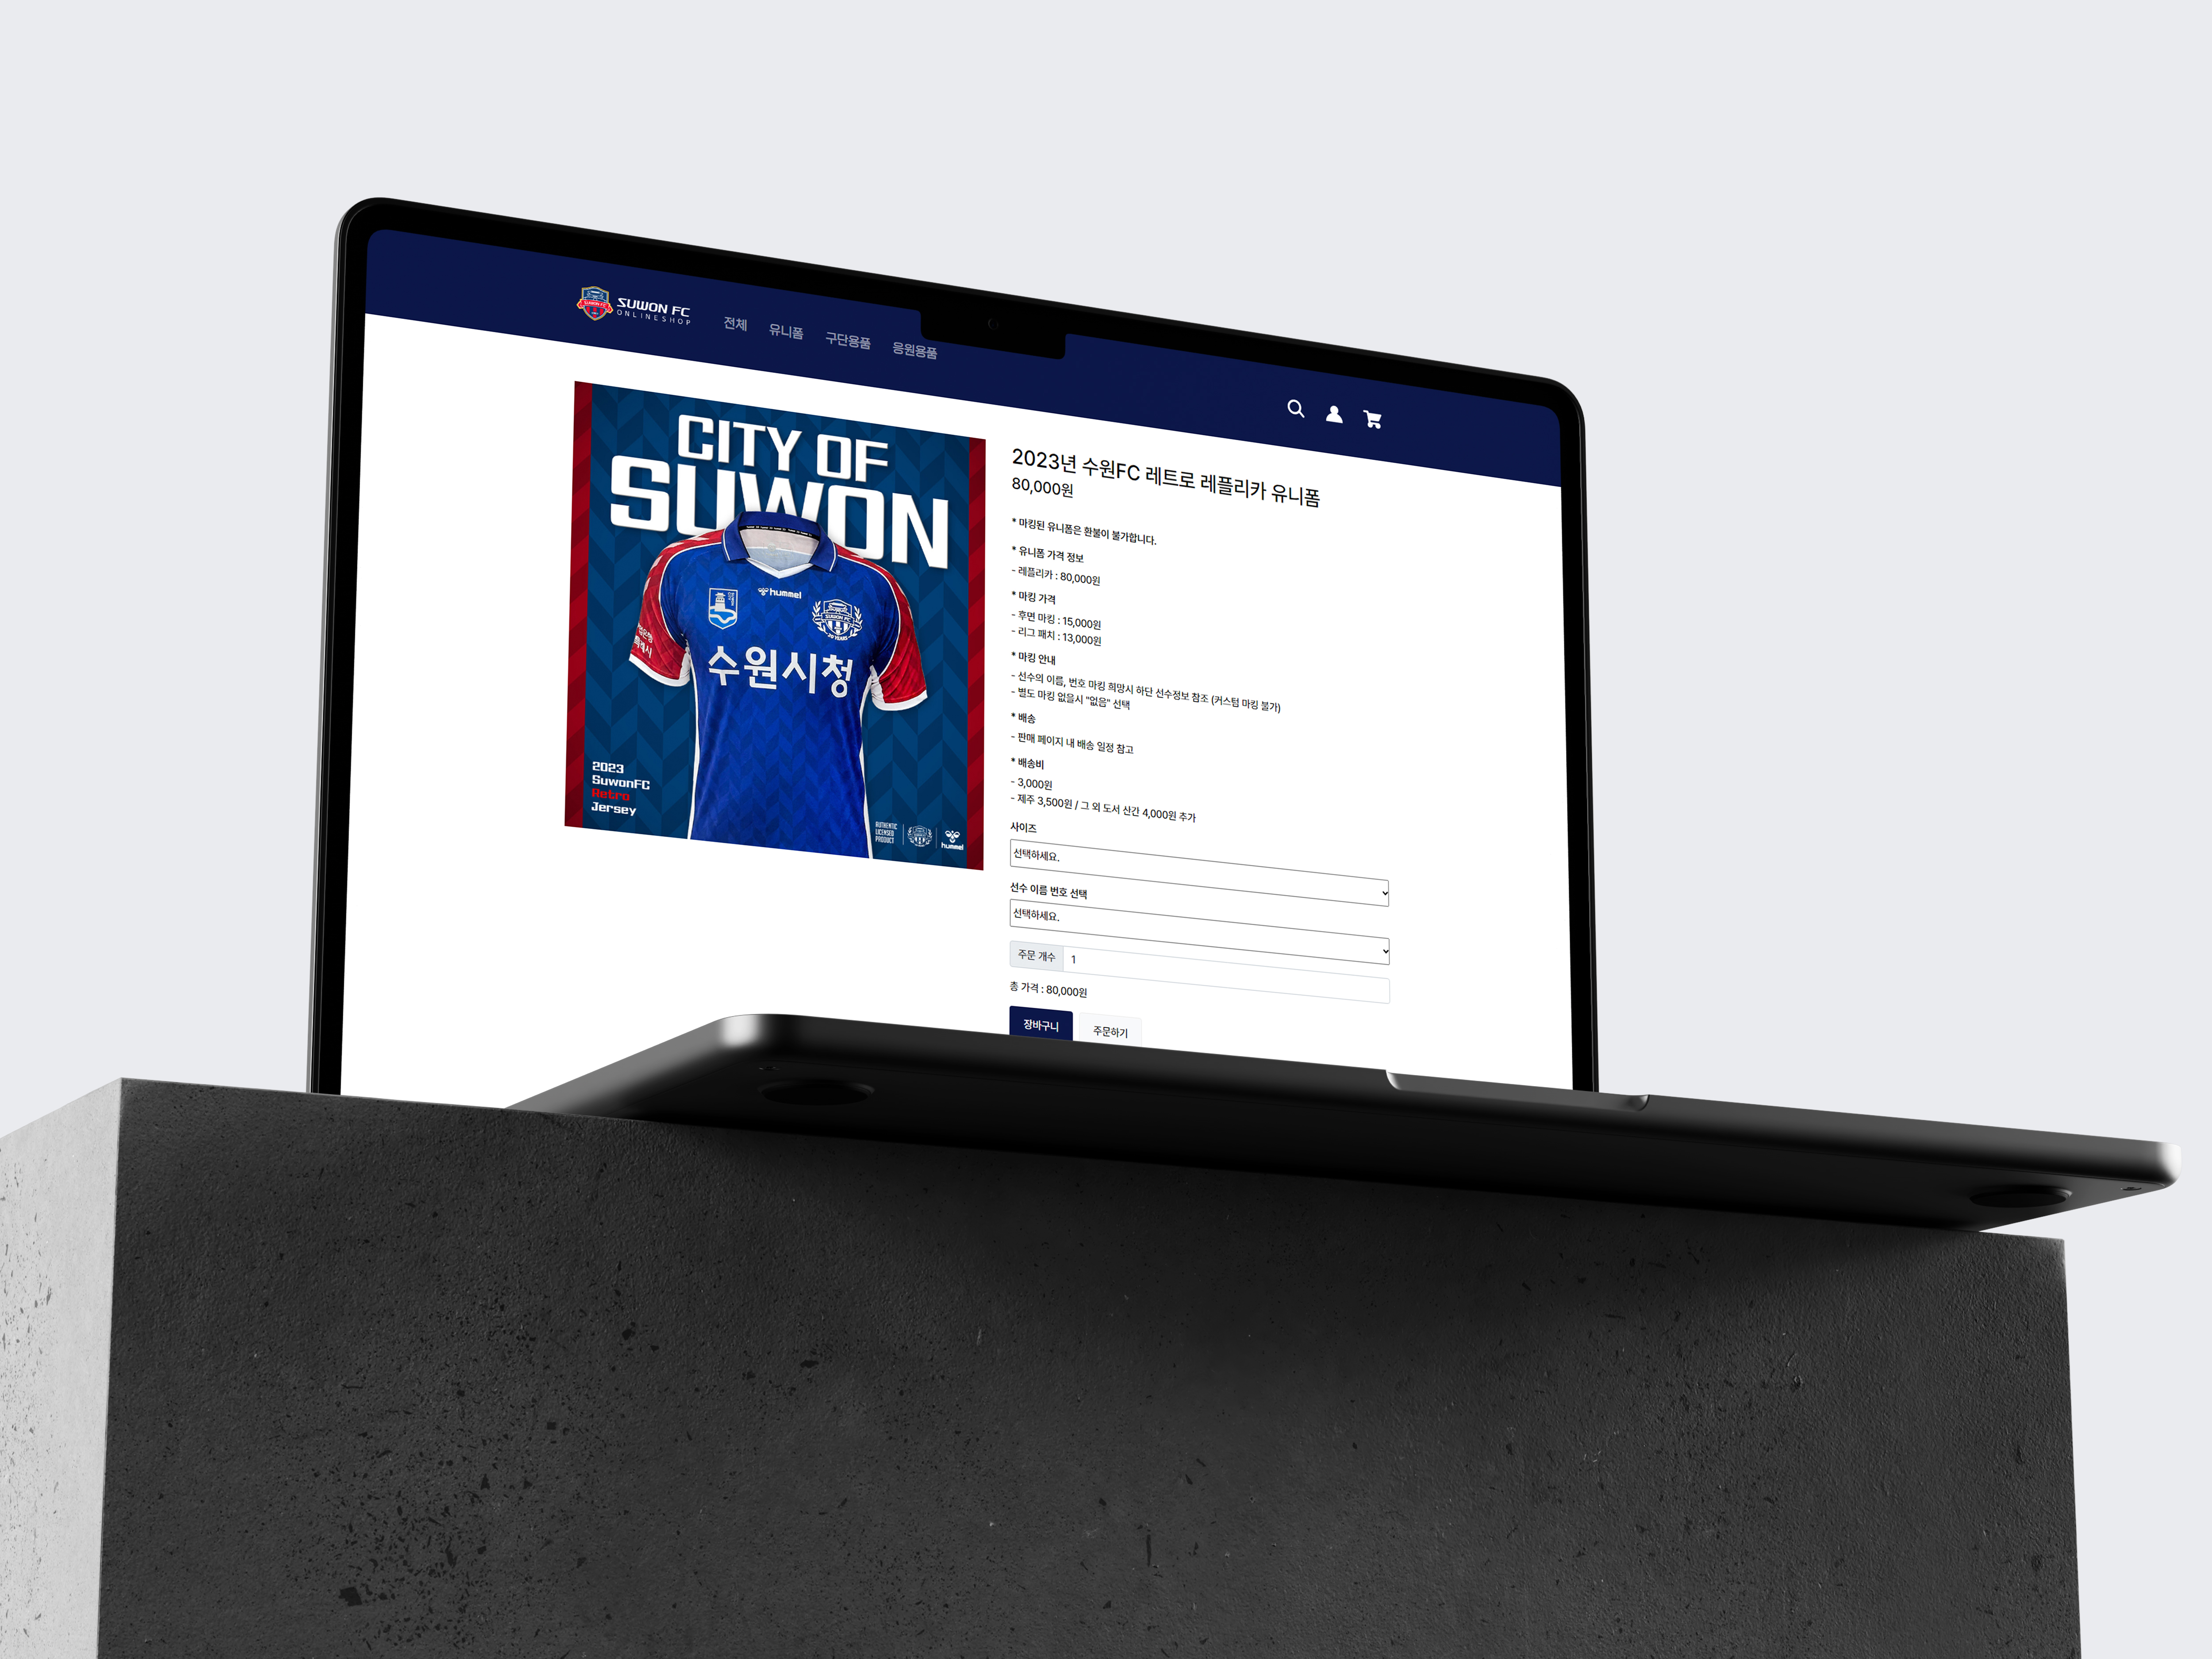 SUWON FC
ONLINESHOP
전체
유니폼
구단용품
응원용품
CITY OF
SUWON
hummel
SUWON FC
20 YEARS
수원시청
2023
SuwonFC
Retro
Jersey
AUTHENTIC
LICENSED
PRODUCT
hummel
2023년 수원FC 레트로 레플리카 유니폼
80,000원
* 마킹된 유니폼은 환불이 불가합니다.
* 유니폼 가격 정보
- 레플리카 : 80,000원
* 마킹 가격
- 후면 마킹 : 15,000원
- 리그 패치 : 13,000원
* 마킹 안내
- 선수의 이름, 번호 마킹 희망시 하단 선수정보 참조 (커스텀 마킹 불가)
- 별도 마킹 없을시 "없음" 선택
* 배송
- 판매 페이지 내 배송 일정 참고
* 배송비
- 3,000원
- 제주 3,500원 / 그 외 도서 산간 4,000원 추가
사이즈
선택하세요.
선수 이름 번호 선택
선택하세요.
주문 개수 1
총 가격 : 80,000원
장바구니
주문하기